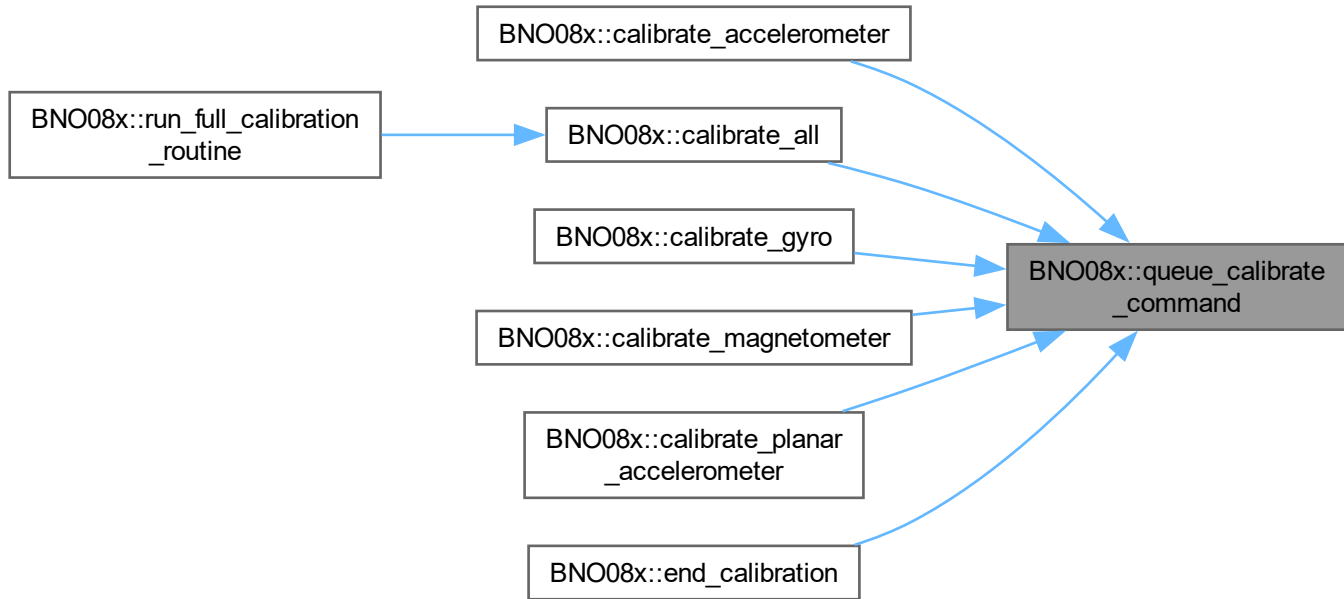 BNO08x::calibrate_accelerometer
BNO08x::run_full_calibration
_routine
BNO08x::calibrate_all
BNO08x::calibrate_gyro
BNO08x::queue_calibrate
_command
BNO08x::calibrate_magnetometer
BNO08x::calibrate_planar
_accelerometer
BNO08x::end_calibration